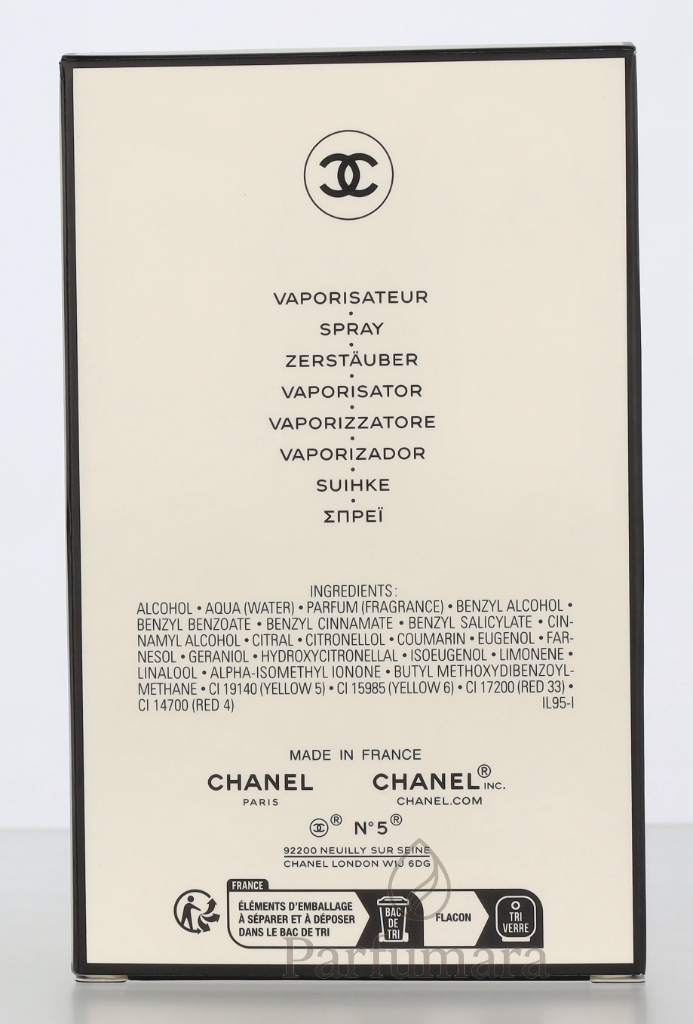 VAPORISATEUR
•
SPRAY
•
ZERSTÄUBER
•
VAPORISATOR
•
VAPORIZZATORE
•
VAPORIZADOR
•
SUIHKE
•
ΣΠΡΕΪ
INGREDIENTS:
ALCOHOL • AQUA (WATER) • PARFUM (FRAGRANCE) • BENZYL ALCOHOL •
BENZYL BENZOATE • BENZYL CINNAMATE • BENZYL SALICYLATE • CIN-
NAMYL ALCOHOL • CITRAL • CITRONELLOL • COUMARIN • EUGENOL • FAR-
NESOL • GERANIOL • HYDROXYCITRONELLAL • ISOEUGENOL • LIMONENE •
LINALOOL • ALPHA-ISOMETHYL IONONE • BUTYL METHOXYDIBENZOYL-
METHANE • CI 19140 (YELLOW 5) • CI 15985 (YELLOW 6) • CI 17200 (RED 33) •
CI 14700 (RED 4) IL95-I
MADE IN FRANCE
CHANEL CHANEL® INC.
PARIS CHANEL.COM
® N°5®
92200 NEUILLY SUR SEINE
CHANEL LONDON W1J 6DG
FRANCE
ÉLÉMENTS D'EMBALLAGE
À SÉPARER ET À DÉPOSER
DANS LE BAC DE TRI
BAC
DE
TRI
FLACON
TRI
VERRE
Parfumara